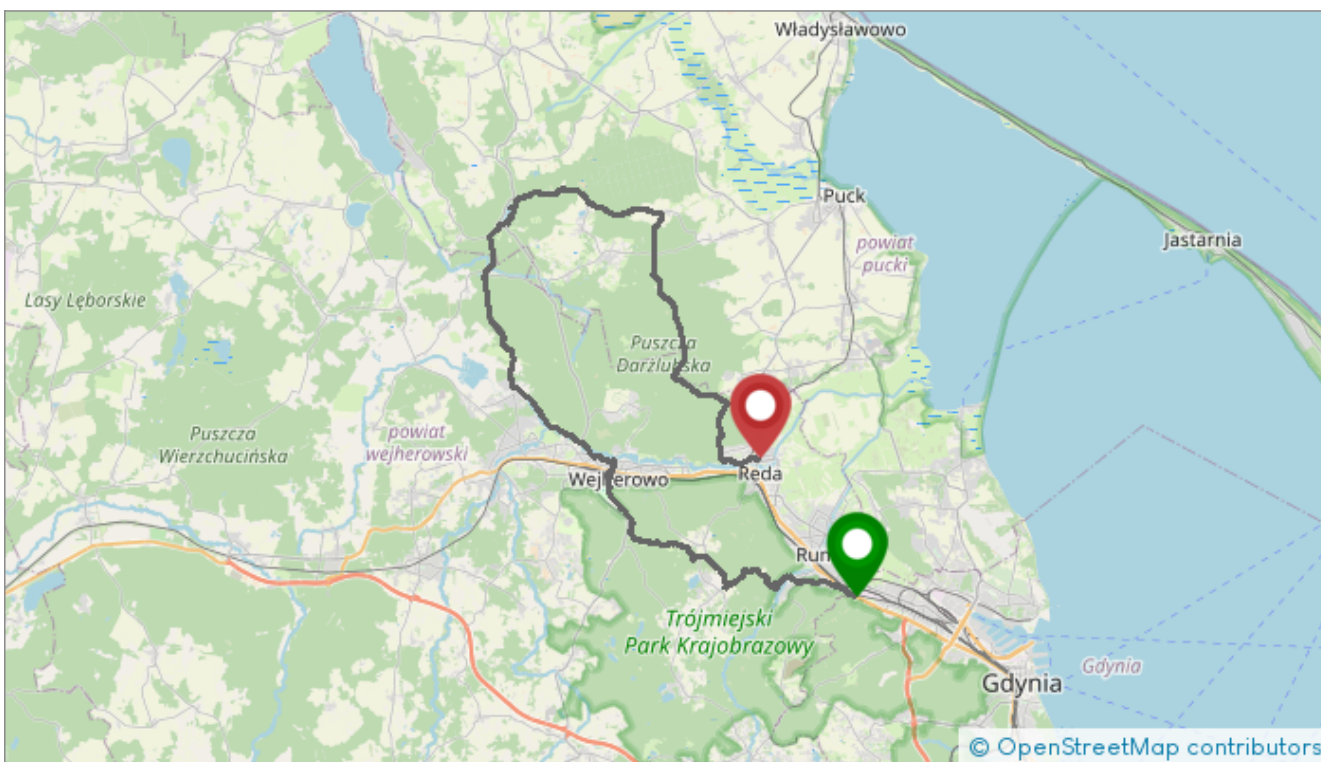 Władysławowo
Puck
powiat
pucki
Jastarnia
Lasy Lęborskie
Puszcza
Darżlubska
Puszcza
Wierzchucińska
powiat
wejherowski
Wejherowo
Reda
Trójmiejski
Park Krajobrazowy
Gdynia
Gdynia
© OpenStreetMap contributors